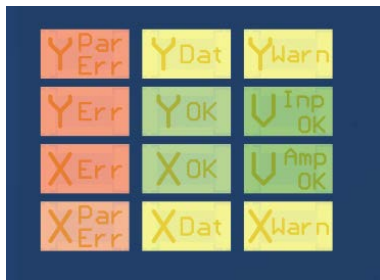 Y Par Err
Y Dat
Y Warn
Y Err
Y OK
U Inp OK
X Err
X OK
U Amp OK
X Par Err
X Dat
X Warn